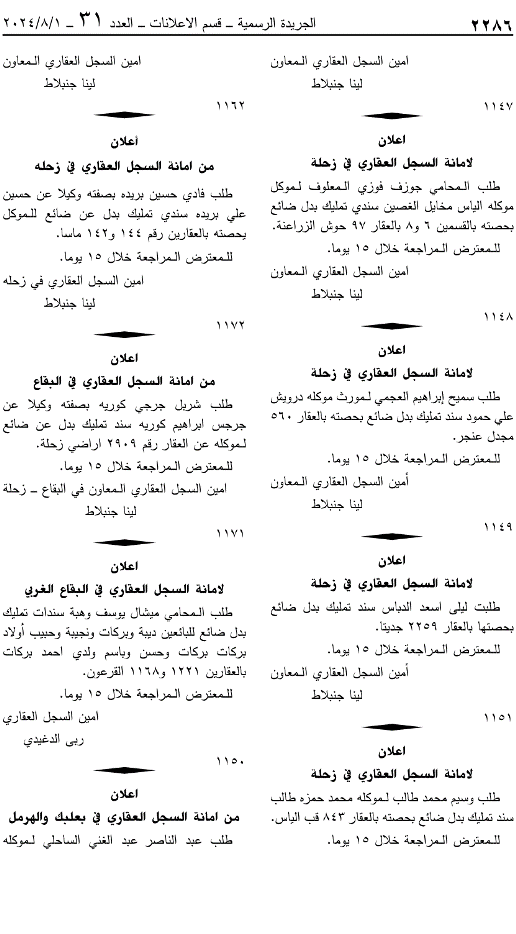 ٢٢٨٦
الجريدة الرسمية – قسم الاعلانات – العدد ٣١ – ٢٠٢٤/٨/١
امين السجل العقاري المعاون
لينا جنبلاط
١١٤٧
اعلان
لامانة السجل العقاري في زحلة
طلب المحامي جوزف فوزي المعلوف لموكل
موكله الياس مخايل الغصين سندي تمليك بدل ضائع
بحصته بالقسمين ٦ و٨ بالعقار ٩٧ حوش الزراعنة.
للمعترض المراجعة خلال ١٥ يوما.
امين السجل العقاري المعاون
لينا جنبلاط
١١٤٨
اعلان
لامانة السجل العقاري في زحلة
طلب سميح إبراهيم العجمي لمورث موكله درويش
علي حمود سند تمليك بدل ضائع بحصته بالعقار ٥٦٠
مجدل عنجر.
للمعترض المراجعة خلال ١٥ يوما.
أمين السجل العقاري المعاون
لينا جنبلاط
١١٤٩
اعلان
لامانة السجل العقاري في زحلة
طلبت ليلى اسعد الدباس سند تمليك بدل ضائع
بحصتها بالعقار ٢٢٥٩ جديتا.
للمعترض المراجعة خلال ١٥ يوما.
أمين السجل العقاري المعاون
لينا جنبلاط
١١٥١
اعلان
لامانة السجل العقاري في زحلة
طلب وسيم محمد طالب لموكله محمد حمزه طالب
سند تمليك بدل ضائع بحصته بالعقار ٨٤٣ قب الياس.
للمعترض المراجعة خلال ١٥ يوما.
امين السجل العقاري المعاون
لينا جنبلاط
١١٦٢
أعلان
من امانة السجل العقاري في زحله
طلب فادي حسين بريده بصفته وكيلا عن حسين
علي بريده سندي تمليك بدل عن ضائع للموكل
يحصته بالعقارين رقم ١٤٤ و١٤٢ ماسا.
للمعترض المراجعة خلال ١٥ يوما.
امين السجل العقاري في زحله
لينا جنبلاط
١١٧٢
اعلان
من امانة السجل العقاري في البقاع
طلب شربل جرجي كوريه بصفته وكيلا عن
جرجس ابراهيم كوريه سند تمليك بدل عن ضائع
لموكله عن العقار رقم ٢٩٠٩ اراضي زحلة.
للمعترض المراجعة خلال ١٥ يوما.
امين السجل العقاري المعاون في البقاع – زحلة
لينا جنبلاط
١١٧١
اعلان
لامانة السجل العقاري في البقاع الغربي
طلب المحامي ميشال يوسف وهبة سندات تمليك
بدل ضائع للبائعين ديبة وبركات ونجيبة وحبيب أولاد
بركات بركات وحسن وباسم ولدي احمد بركات
بالعقارين ١٢٢١ و١١٦٨ القرعون.
للمعترض المراجعة خلال ١٥ يوما.
امين السجل العقاري
ربى الدغيدي
١١٥٠
اعلان
من امانة السجل العقاري في بعلبك والهرمل
طلب عبد الناصر عبد الغني الساحلي لموكله